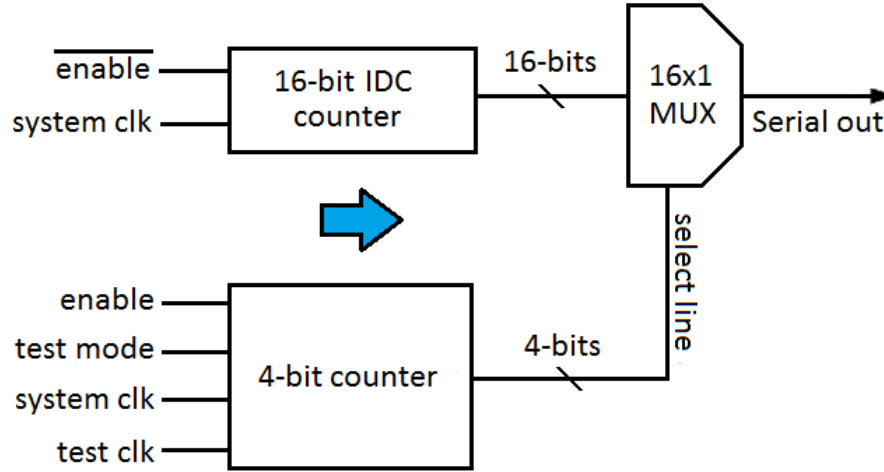 enable
system clk
16-bit IDC
counter
16-bits
16x1
MUX
Serial out
select line
enable
test mode
system clk
test clk
4-bit counter
4-bits